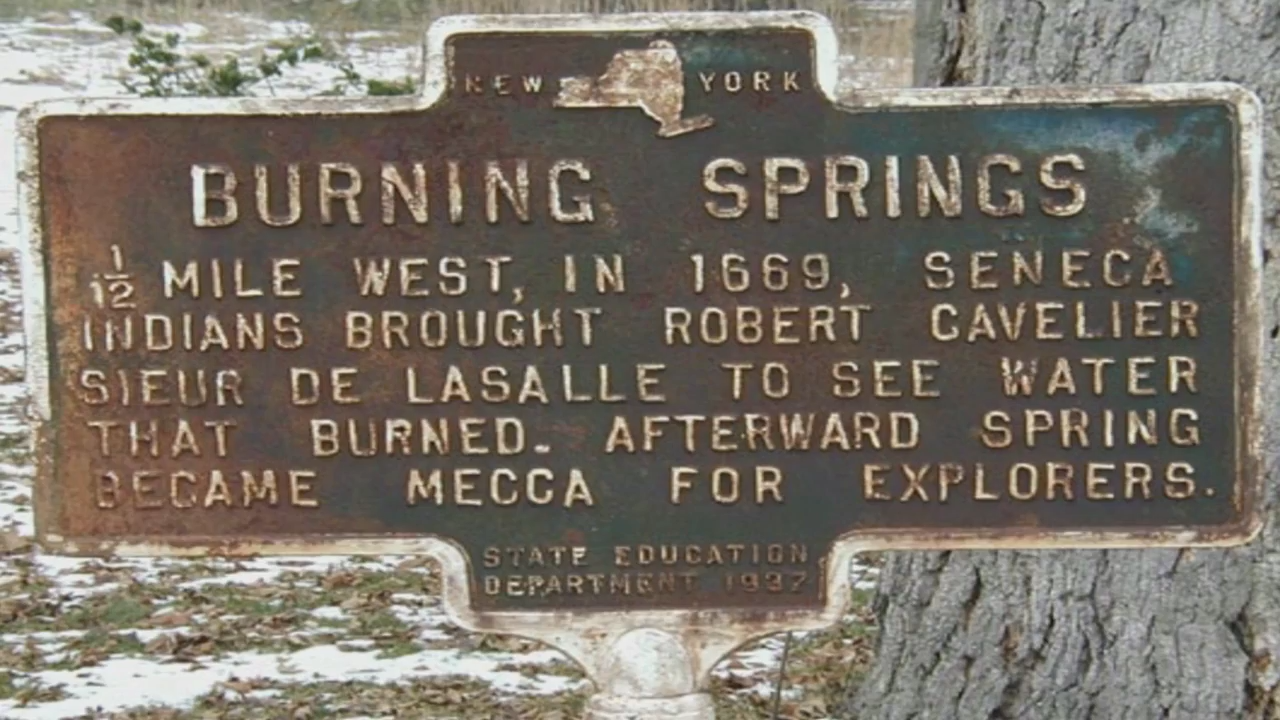 NEW YORK
BURNING SPRINGS
1/2 MILE WEST, IN 1669, SENECA
INDIANS BROUGHT ROBERT CAVELIER
SIEUR DE LASALLE TO SEE WATER
THAT BURNED. AFTERWARD SPRING
BECAME MECCA FOR EXPLORERS.
STATE EDUCATION
DEPARTMENT 1937